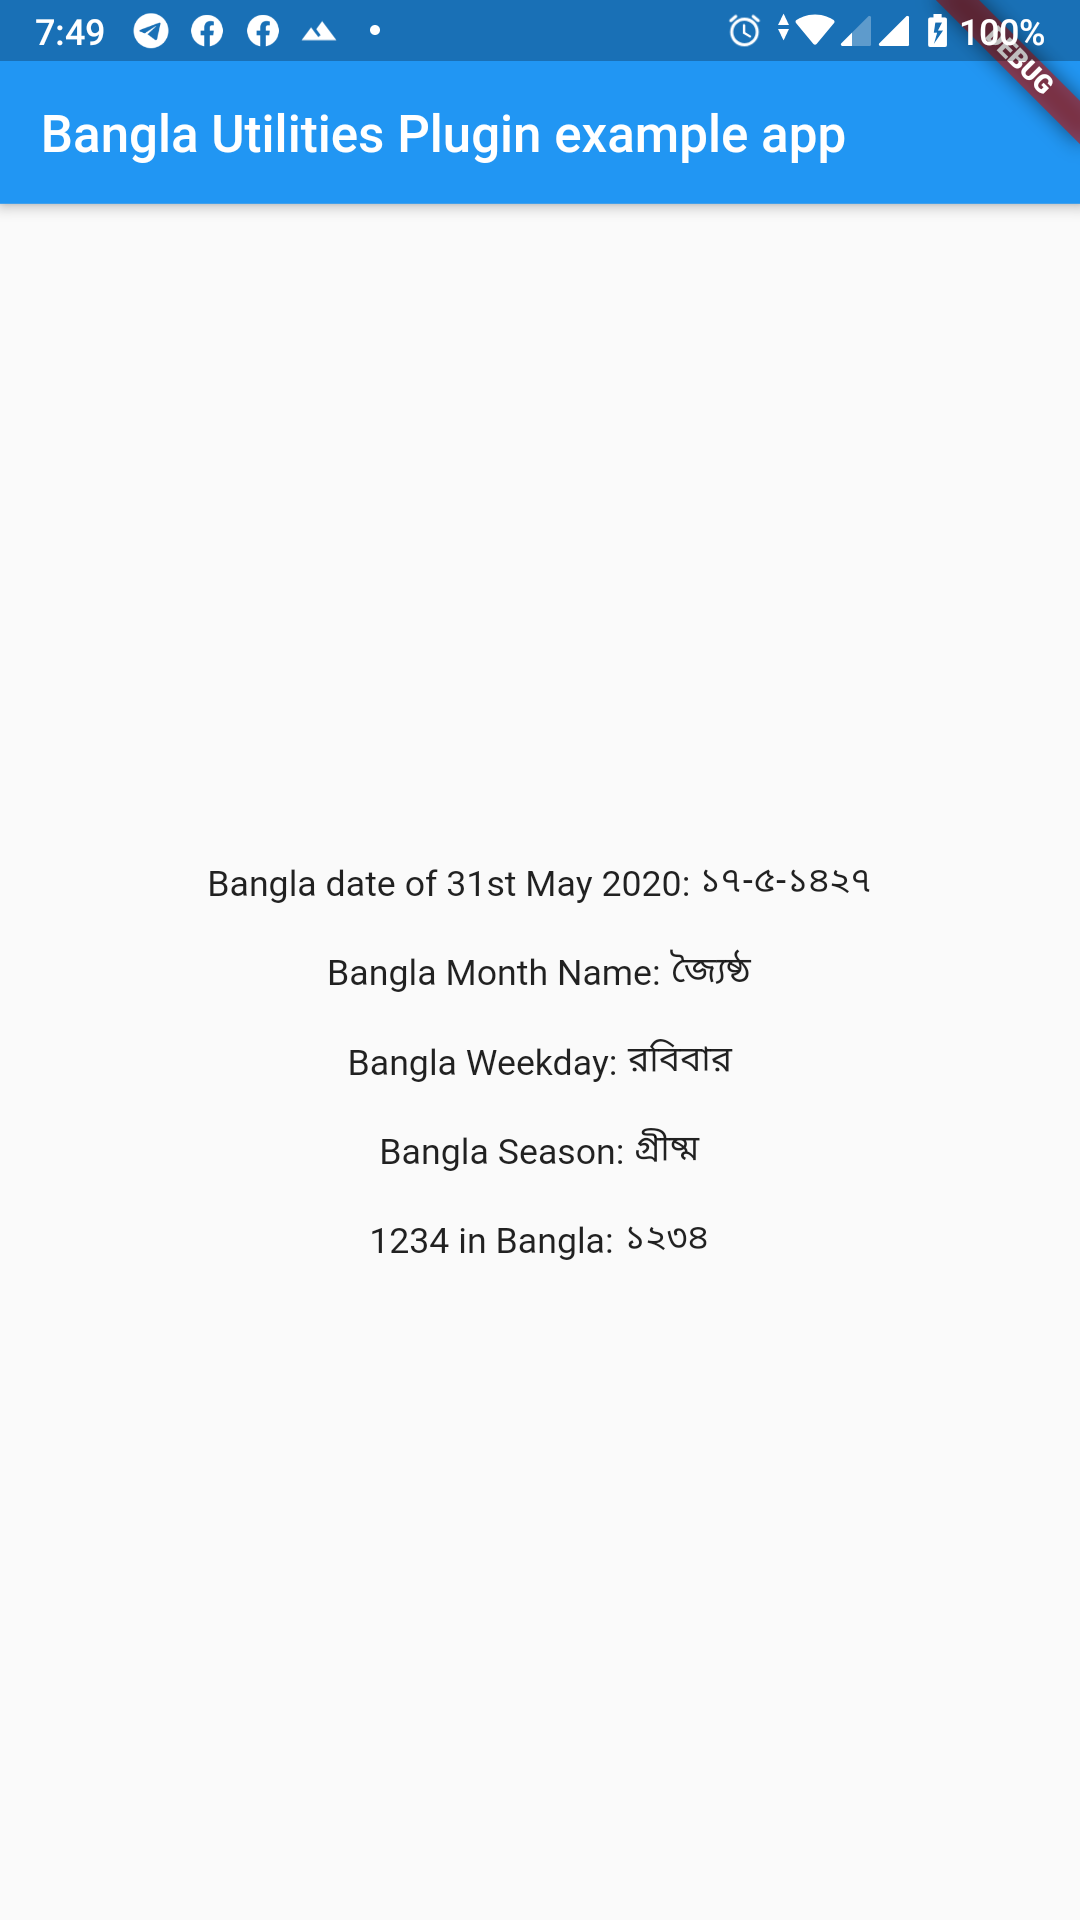 7:49 100%
DEBUG
Bangla Utilities Plugin example app
Bangla date of 31st May 2020: ১৭-৫-১৪২৭
Bangla Month Name: জ্যৈষ্ঠ
Bangla Weekday: রবিবার
Bangla Season: গ্রীষ্ম
1234 in Bangla: ১২৩৪